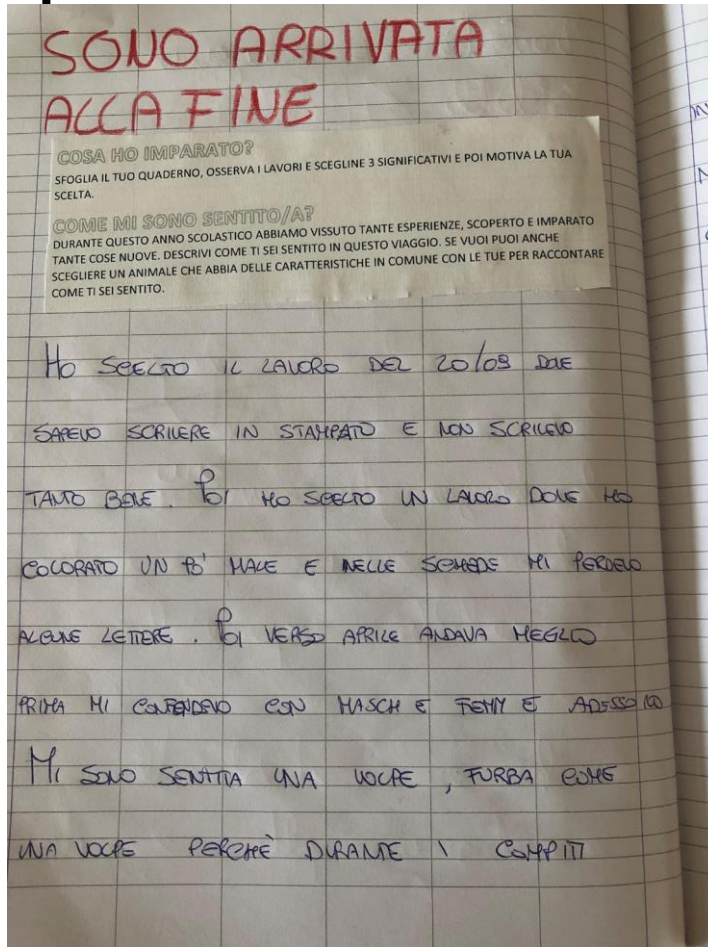 SONO ARRIVATA
ALLA FINE
COSA HO IMPARATO?
SFOGLIA IL TUO QUADERNO, OSSERVA I LAVORI E SCEGLINE 3 SIGNIFICATIVI E POI MOTIVA LA TUA
SCELTA.
COME MI SONO SENTITO/A?
DURANTE QUESTO ANNO SCOLASTICO ABBIAMO VISSUTO TANTE ESPERIENZE, SCOPERTO E IMPARATO
TANTE COSE NUOVE. DESCRIVI COME TI SEI SENTITO IN QUESTO VIAGGIO. SE VUOI PUOI ANCHE
SCEGLIERE UN ANIMALE CHE ABBIA DELLE CARATTERISTICHE IN COMUNE CON LE TUE PER RACCONTARE
COME TI SEI SENTITO.
HO SCELTO IL LAVORO DEL 20/09 DOVE
SAPEVO SCRIVERE IN STAMPATO E NON SCRIVEVO
TANTO BENE. POI HO SCELTO UN LAVORO DOVE HO
COLORATO UN PO' MALE E NELLE SCHEDE MI PERDEVO
ALCUNE LETTERE. POI VERSO APRILE ANDAVA MEGLIO
PRIMA MI CONFONDEVO CON MASCH E FEMM E ADESSO NO
MI SONO SENTITA UNA VOLPE, FURBA COME
UNA VOLPE PERCHÈ DURANTE I COMPITI